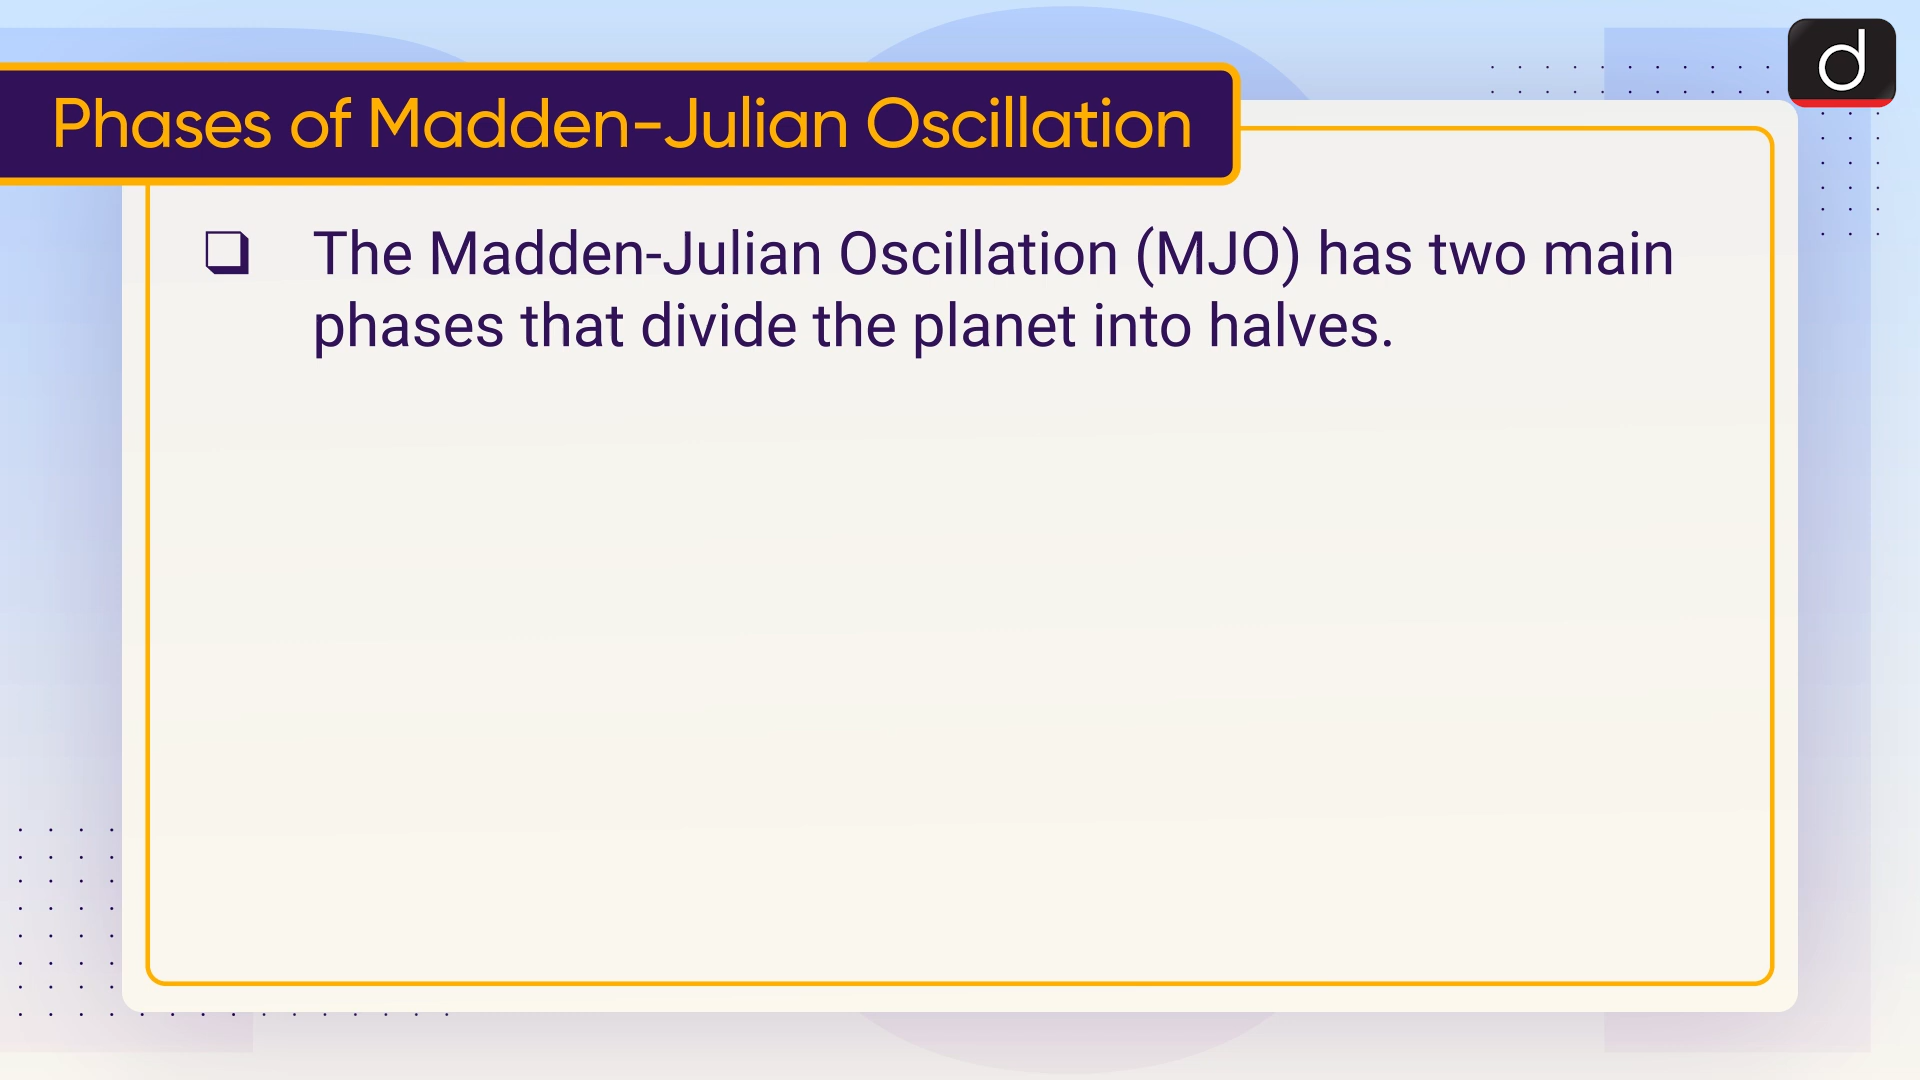 Phases of Madden-Julian Oscillation
d
❑ The Madden-Julian Oscillation (MJO) has two main
phases that divide the planet into halves.